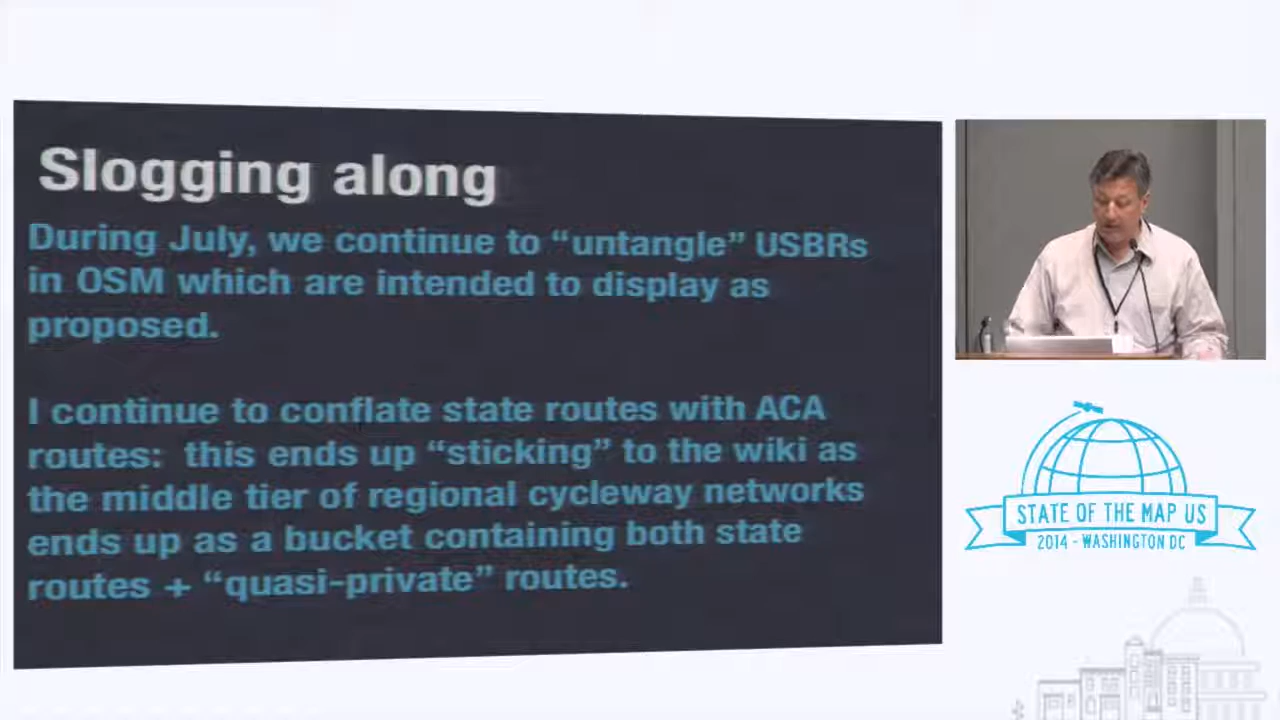 Slogging along
During July, we continue to “untangle” USBRs
in OSM which are intended to display as
proposed.
I continue to conflate state routes with ACA
routes:  this ends up “sticking” to the wiki as
the middle tier of regional cycleway networks
ends up as a bucket containing both state
routes + “quasi-private” routes.
STATE OF THE MAP US
2014 - WASHINGTON DC